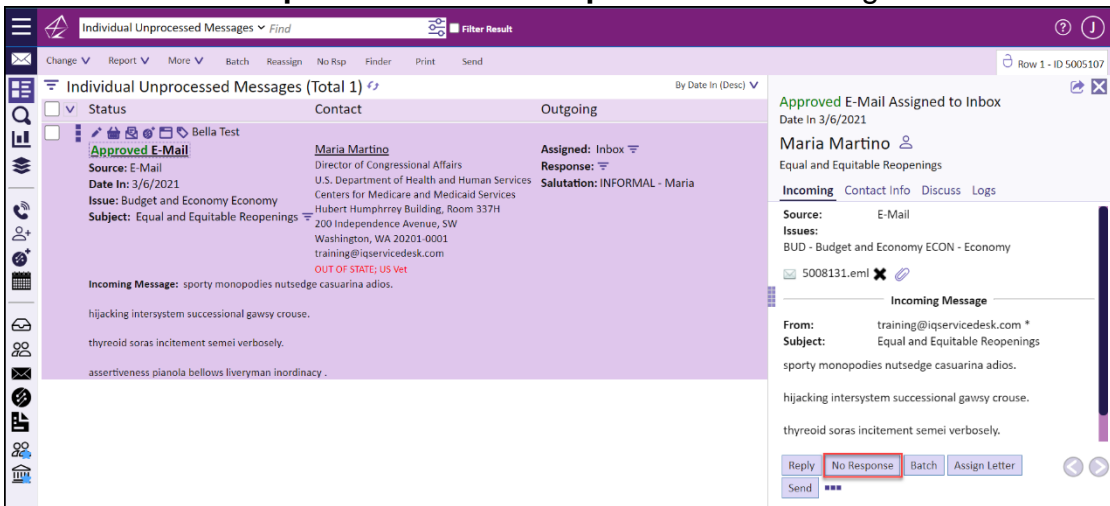 Individual Unprocessed Messages Find
Filter Result
J
Change Report More Batch Reassign No Rsp Finder Print Send
Row 1 - ID 5005107
Individual Unprocessed Messages (Total 1)
By Date In (Desc)
Status Contact Outgoing
Bella Test
Approved E-Mail
Source: E-Mail
Date In: 3/6/2021
Issue: Budget and Economy Economy
Subject: Equal and Equitable Reopenings
Maria Martino
Director of Congressional Affairs
U.S. Department of Health and Human Services
Centers for Medicare and Medicaid Services
Hubert Humphrey Building, Room 337H
200 Independence Avenue, SW
Washington, WA 20201-0001
training@iqservicedesk.com
OUT OF STATE; US Vet
Assigned: Inbox
Response:
Salutation: INFORMAL - Maria
Incoming Message: sporty monopodies nutsedge casuarina adios.
hijacking intersystem successional gawsy crouse.
thyreoid soras incitement semei verbosely.
assertiveness pianola bellows liveryman inordinacy .
Approved E-Mail Assigned to Inbox
Date In 3/6/2021
Maria Martino
Equal and Equitable Reopenings
Incoming Contact Info Discuss Logs
Source: E-Mail
Issues:
BUD - Budget and Economy ECON - Economy
5008131.eml
Incoming Message
From: training@iqservicedesk.com *
Subject: Equal and Equitable Reopenings
sporty monopodies nutsedge casuarina adios.
hijacking intersystem successional gawsy crouse.
thyreoid soras incitement semei verbosely.
Reply No Response Batch Assign Letter
Send